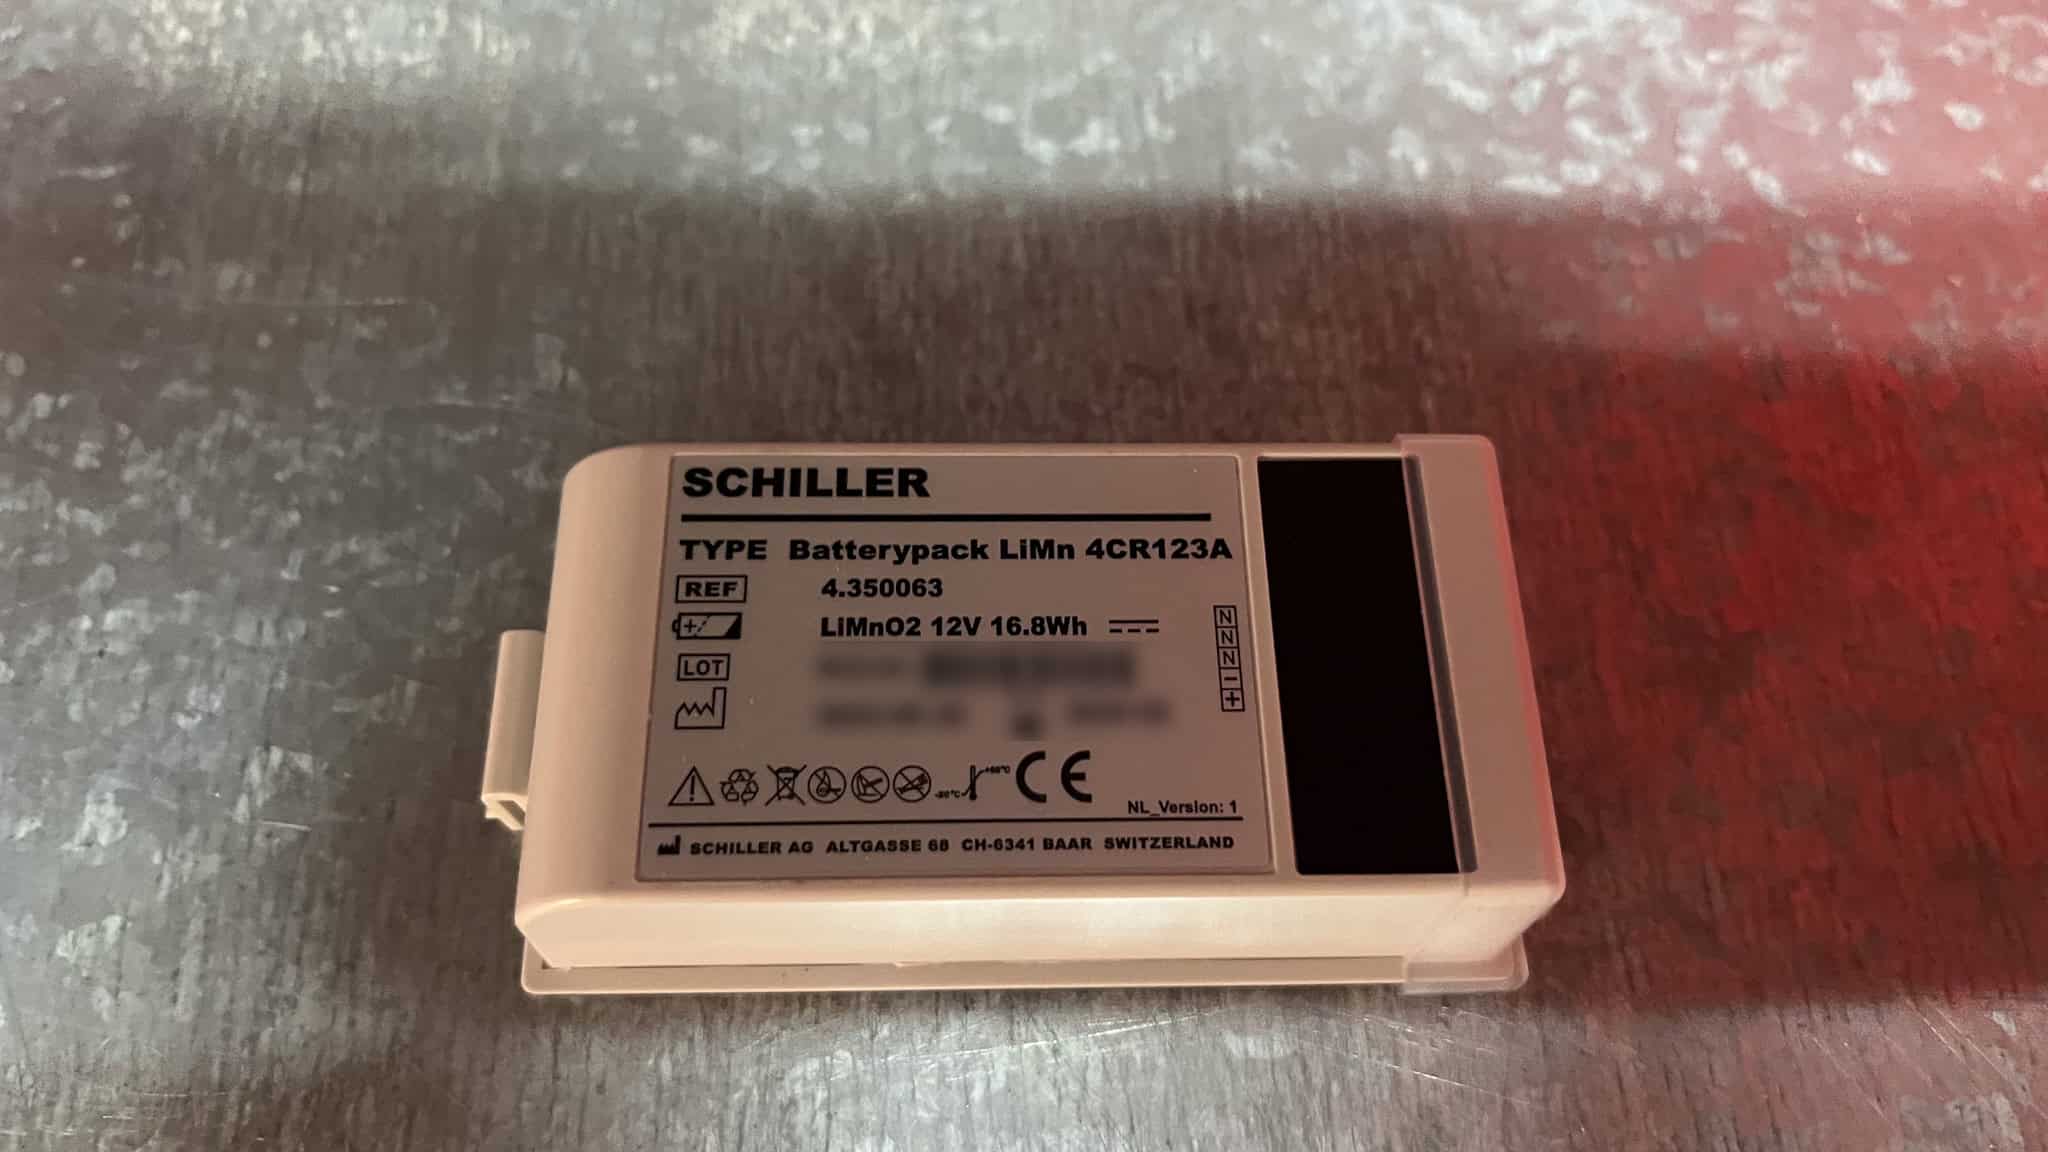 SCHILLER
TYPE Batterypack LiMn 4CR123A
REF 4.350063
LiMnO2 12V 16.8Wh
LOT
N
N
N
-
+
CE
NL_Version: 1
SCHILLER AG ALTGASSE 68 CH-6341 BAAR SWITZERLAND